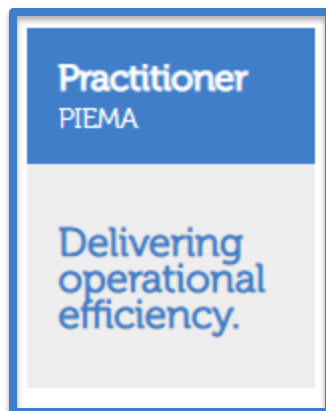 Practitioner
PIEMA
Delivering
operational
efficiency.